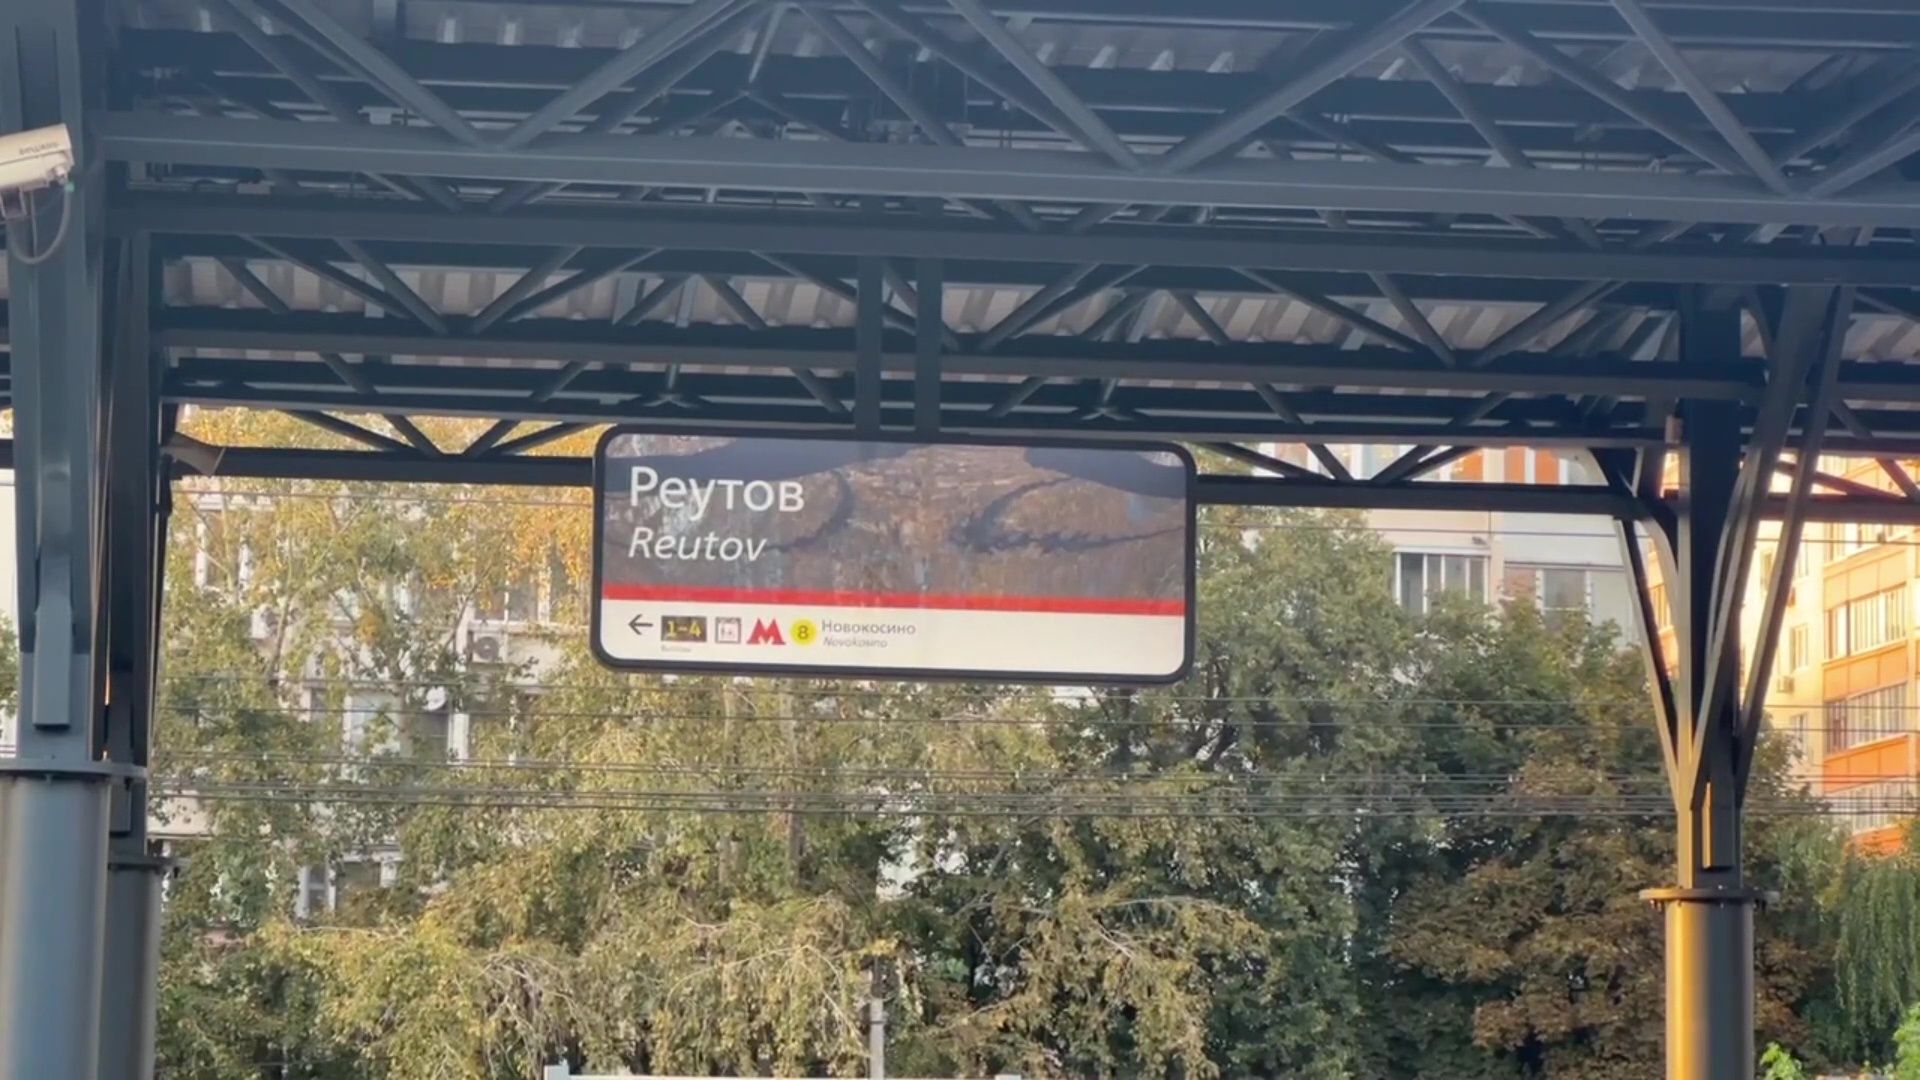 Реутов
Reutov
← 1-4 М 8 Новокосино
Novokosino